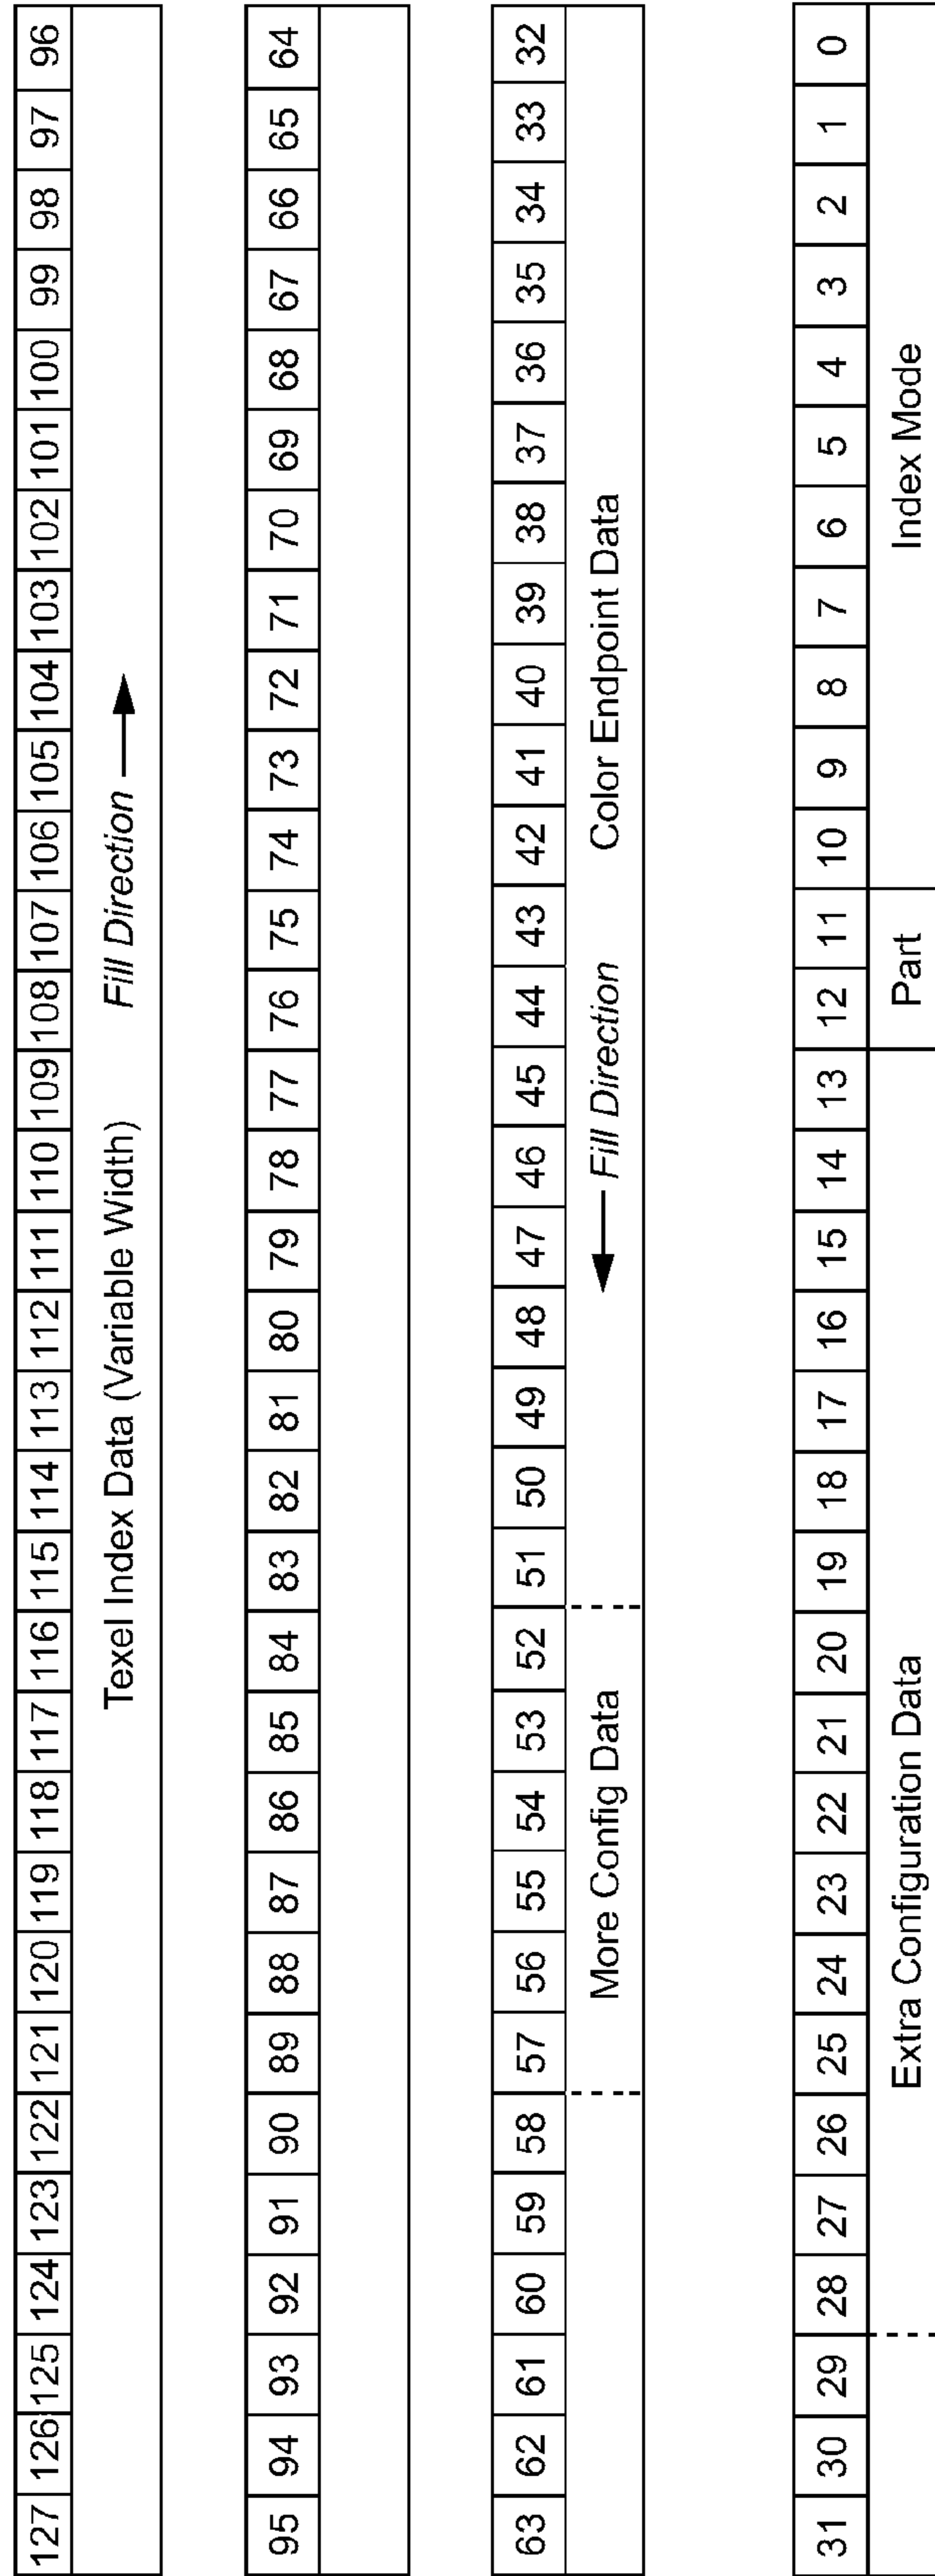 127 126 125 124 123 122 121 120 119 118 117 116 115 114 113 112 111 110 109 108 107 106 105 104 103 102 101 100 99 98 97 96
Texel Index Data (Variable Width) Fill Direction
95 94 93 92 91 90 89 88 87 86 85 84 83 82 81 80 79 78 77 76 75 74 73 72 71 70 69 68 67 66 65 64
63 62 61 60 59 58 57 56 55 54 53 52 51 50 49 48 47 46 45 44 43 42 41 40 39 38 37 36 35 34 33 32
More Config Data Fill Direction Color Endpoint Data
31 30 29 28 27 26 25 24 23 22 21 20 19 18 17 16 15 14 13 12 11 10 9 8 7 6 5 4 3 2 1 0
Extra Configuration Data Part Index Mode